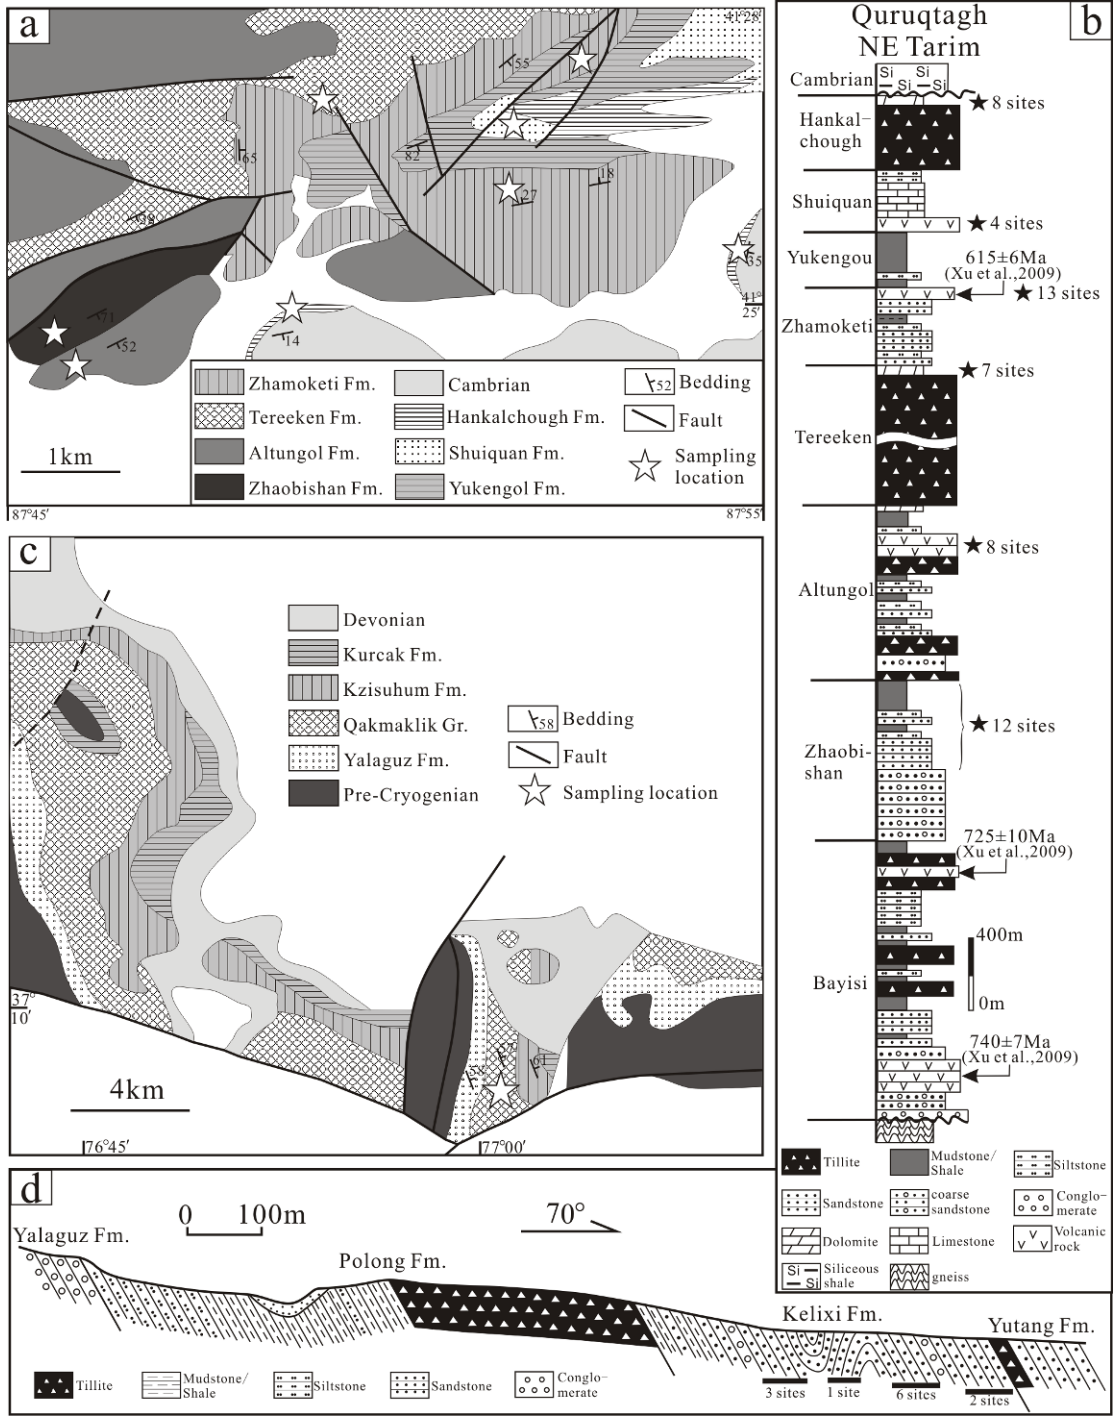 a
41°28′
55
65
82
18
27
38
35
41°
25′
71
52
14
Zhamoketi Fm.
Tereeken Fm.
Altungol Fm.
Zhaobishan Fm.
Cambrian
Hankalchough Fm.
Shuiquan Fm.
Yukengol Fm.
52
Bedding
Fault
Sampling
location
1km
87°45′
87°55′
b
Quruqtagh
NE Tarim
Si
Si
Si
Si
Cambrian
8 sites
Hankal–
chough
Shuiquan
4 sites
Yukengou
615±6Ma
(Xu et al.,2009)
13 sites
Zhamoketi
7 sites
Tereeken
8 sites
Altungol
12 sites
Zhaobi-
shan
725±10Ma
(Xu et al.,2009)
400m
0m
Bayisi
740±7Ma
(Xu et al.,2009)
Tillite
Mudstone/
Shale
Siltstone
Sandstone
coarse
sandstone
Conglo–
merate
Dolomite
Limestone
Volcanic
rock
Si
Si
Siliceous
shale
gneiss
c
Devonian
Kurcak Fm.
Kzisuhum Fm.
Qakmaklik Gr.
Yalaguz Fm.
Pre-Cryogenian
58
Bedding
Fault
Sampling location
37°
10′
61
4km
76°45′
77°00′
d
0
100m
70°
Yalaguz Fm.
Polong Fm.
Kelixi Fm.
Yutang Fm.
3 sites
1 site
6 sites
2 sites
Tillite
Mudstone/
Shale
Siltstone
Sandstone
Conglo–
merate